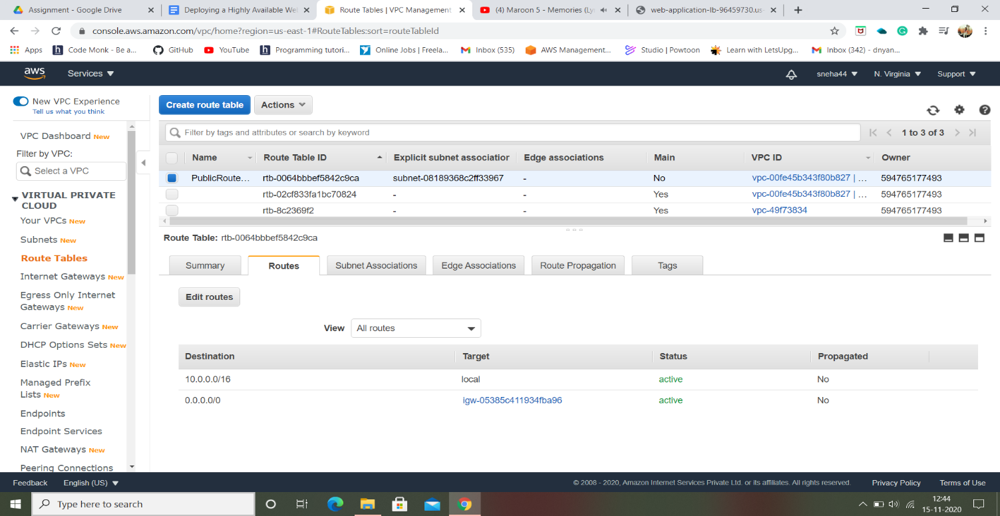 Assignment - Google Drive
Deploying a Highly Available We
Route Tables | VPC Management
(4) Maroon 5 - Memories (Ly
web-application-lb-96459730.us-
console.aws.amazon.com/vpc/home?region=us-east-1#RouteTables:sort=routeTableId
Apps
Code Monk - Be a...
GitHub
YouTube
Programming tutori...
Online Jobs | Freela...
Inbox (535)
AWS Management...
Studio | Powtoon
Learn with LetsUpg...
Inbox (342) - dnyan...
aws Services sneha44 N. Virginia Support
New VPC Experience
Tell us what you think
VPC Dashboard New
Filter by VPC:
Select a VPC
VIRTUAL PRIVATE
CLOUD
Your VPCs New
Subnets New
Route Tables
Internet Gateways New
Egress Only Internet
Gateways New
Carrier Gateways New
DHCP Options Sets New
Elastic IPs New
Managed Prefix
Lists New
Endpoints
Endpoint Services
NAT Gateways New
Peering Connections
Create route table Actions
Filter by tags and attributes or search by keyword
1 to 3 of 3
Name Route Table ID Explicit subnet association Edge associations Main VPC ID Owner
PublicRoute... rtb-0064bbbef5842c9ca subnet-08189368c2ff33967 - No vpc-00fe45b343f80b827 | ... 594765177493
rtb-02cf833fa1bc70824 - - Yes vpc-00fe45b343f80b827 | ... 594765177493
rtb-8c2369f2 - - Yes vpc-49f73834 594765177493
Route Table: rtb-0064bbbef5842c9ca
Summary Routes Subnet Associations Edge Associations Route Propagation Tags
Edit routes
View All routes
Destination Target Status Propagated
10.0.0.0/16 local active No
0.0.0.0/0 igw-05385c411934fba96 active No
Feedback English (US) © 2008 - 2020, Amazon Internet Services Private Ltd. or its affiliates. All rights reserved. Privacy Policy Terms of Use
Type here to search
12:44
15-11-2020